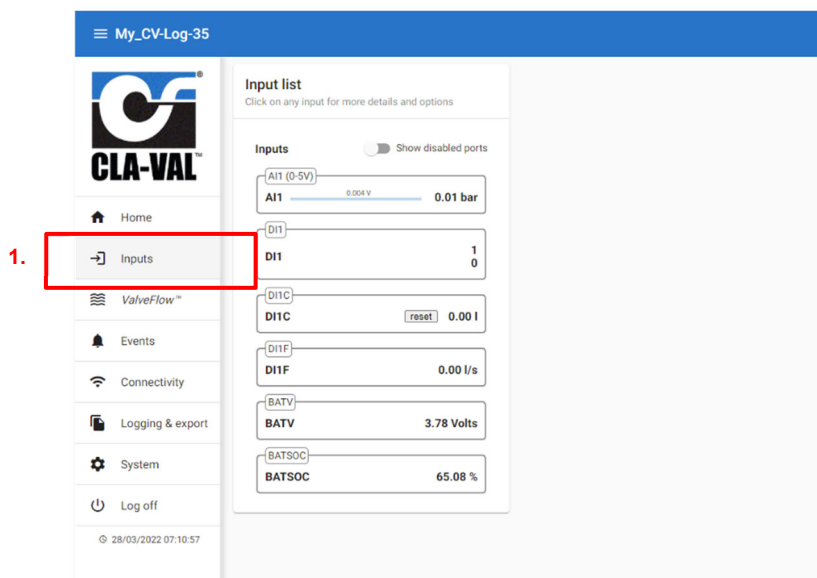 My_CV-Log-35
CLA-VAL™
®
Home
1.
Inputs
ValveFlow™
Events
Connectivity
Logging & export
System
Log off
28/03/2022 07:10:57
Input list
Click on any input for more details and options
Inputs
Show disabled ports
AI1 (0-5V)
AI1 0.004 V 0.01 bar
DI1
DI1 1
0
DI1C
DI1C reset 0.00 l
DI1F
DI1F 0.00 l/s
BATV
BATV 3.78 Volts
BATSOC
BATSOC 65.08 %